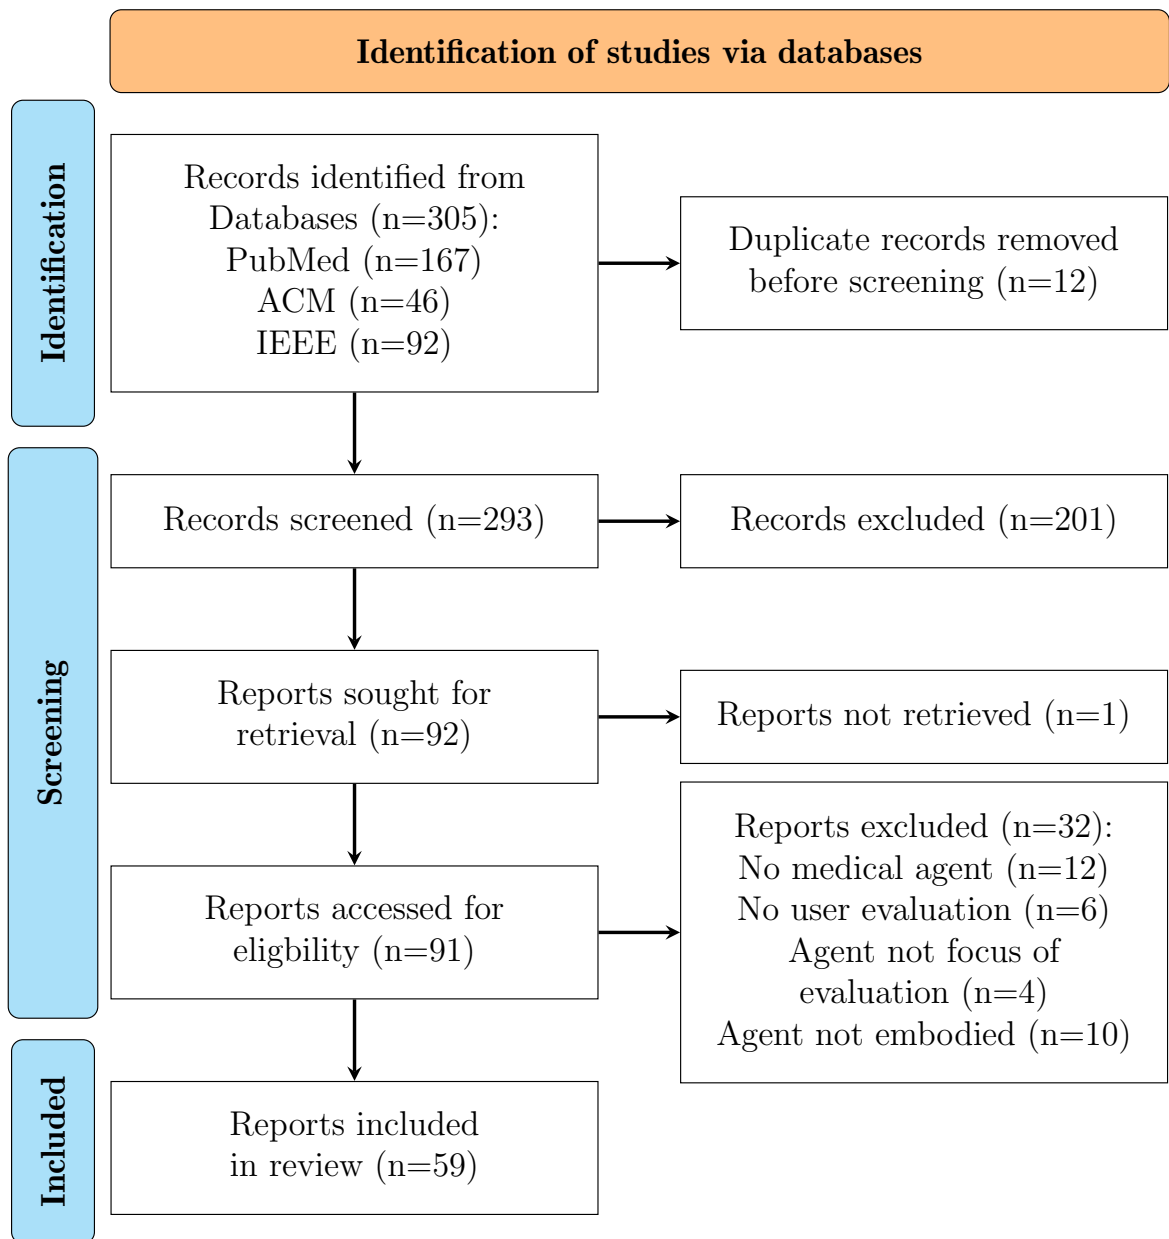 Identification of studies via databases
Identification
Records identified from
Databases (n=305):
PubMed (n=167)
ACM (n=46)
IEEE (n=92)
Duplicate records removed
before screening (n=12)
Screening
Records screened (n=293)
Records excluded (n=201)
Reports sought for
retrieval (n=92)
Reports not retrieved (n=1)
Reports accessed for
eligbility (n=91)
Reports excluded (n=32):
No medical agent (n=12)
No user evaluation (n=6)
Agent not focus of
evaluation (n=4)
Agent not embodied (n=10)
Included
Reports included
in review (n=59)